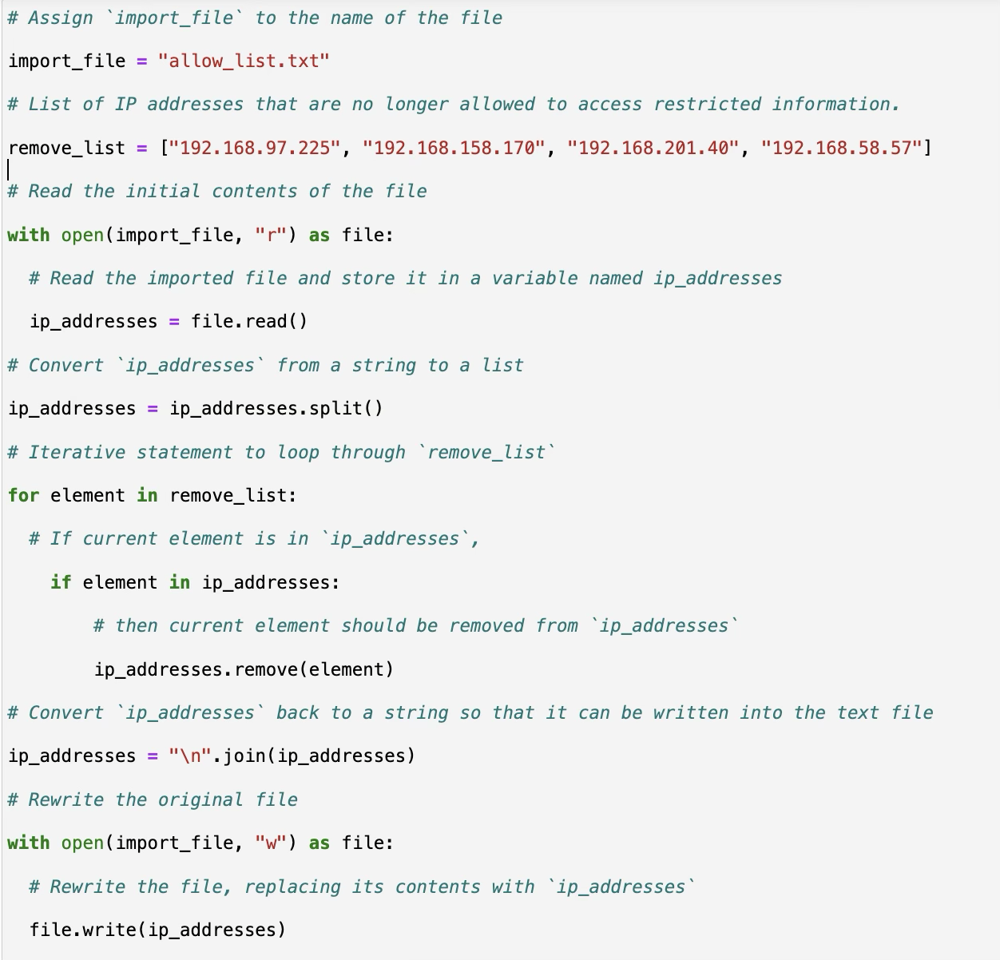 # Assign `import_file` to the name of the file
import_file = "allow_list.txt"
# List of IP addresses that are no longer allowed to access restricted information.
remove_list = ["192.168.97.225", "192.168.158.170", "192.168.201.40", "192.168.58.57"]
# Read the initial contents of the file
with open(import_file, "r") as file:
  # Read the imported file and store it in a variable named ip_addresses
  ip_addresses = file.read()
# Convert `ip_addresses` from a string to a list
ip_addresses = ip_addresses.split()
# Iterative statement to loop through `remove_list`
for element in remove_list:
  # If current element is in `ip_addresses`,
    if element in ip_addresses:
        # then current element should be removed from `ip_addresses`
        ip_addresses.remove(element)
# Convert `ip_addresses` back to a string so that it can be written into the text file
ip_addresses = "\n".join(ip_addresses)
# Rewrite the original file
with open(import_file, "w") as file:
  # Rewrite the file, replacing its contents with `ip_addresses`
  file.write(ip_addresses)